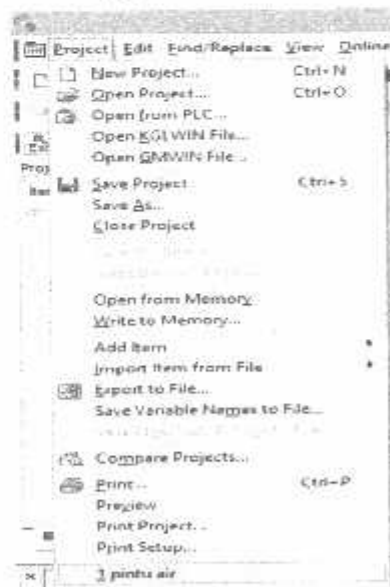 Project Edit Find/Replace View Online
New Project... Ctrl+N
Open Project... Ctrl+O
Open from PLC...
Open KGLWIN File...
Open GMWIN File...
Proj
Save Project Ctrl+S
Item
Save As...
Close Project
Open from Memory
Write to Memory...
Add Item
Import Item from File
Export to File...
Save Variable Names to File...
Compare Projects...
Print... Ctrl+P
Preview
Print Project...
Print Setup...
1 pintu air